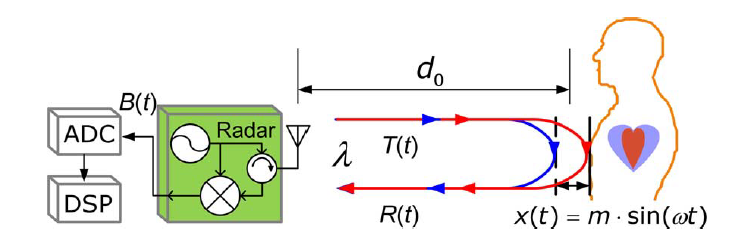 d₀
B(t)
Radar
ADC
λ
T(t)
DSP
R(t)
x(t) = m · sin(ωt)